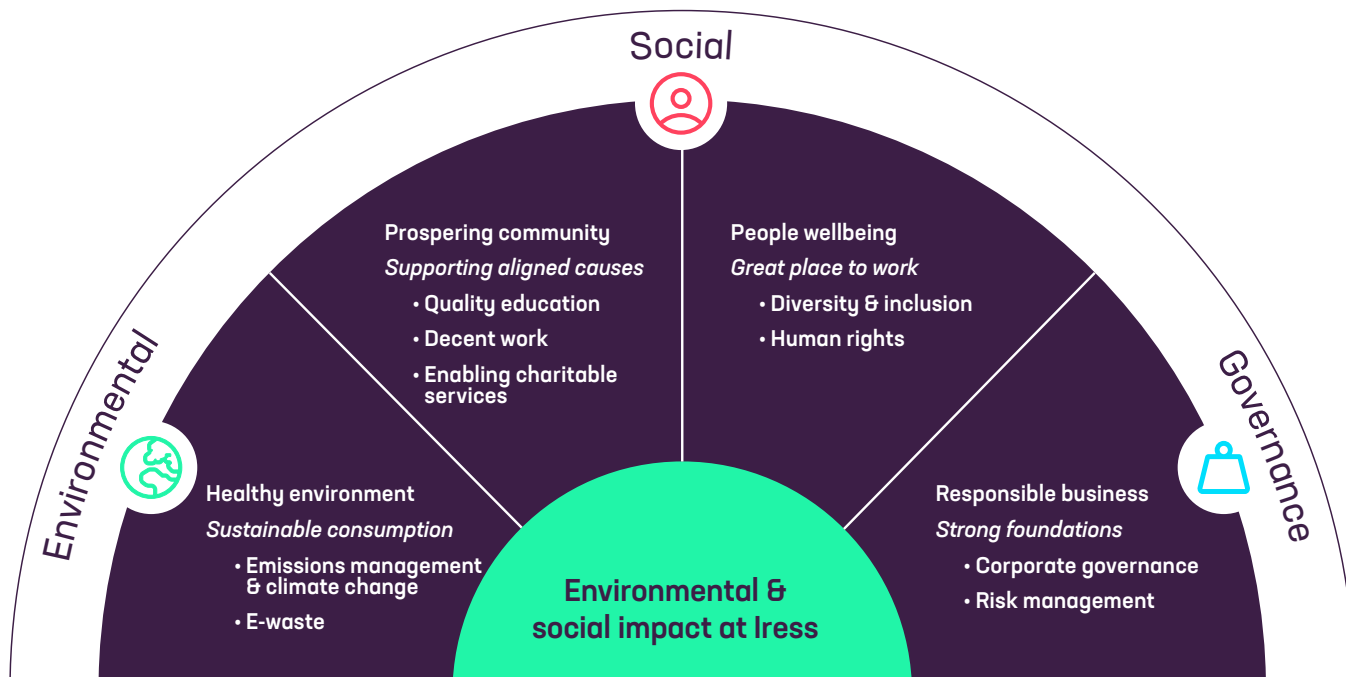 Social
Environmental
Governance
Prospering community
Supporting aligned causes
• Quality education
• Decent work
• Enabling charitable
services
People wellbeing
Great place to work
• Diversity & inclusion
• Human rights
Healthy environment
Sustainable consumption
• Emissions management
& climate change
• E-waste
Responsible business
Strong foundations
• Corporate governance
• Risk management
Environmental &
social impact at Iress